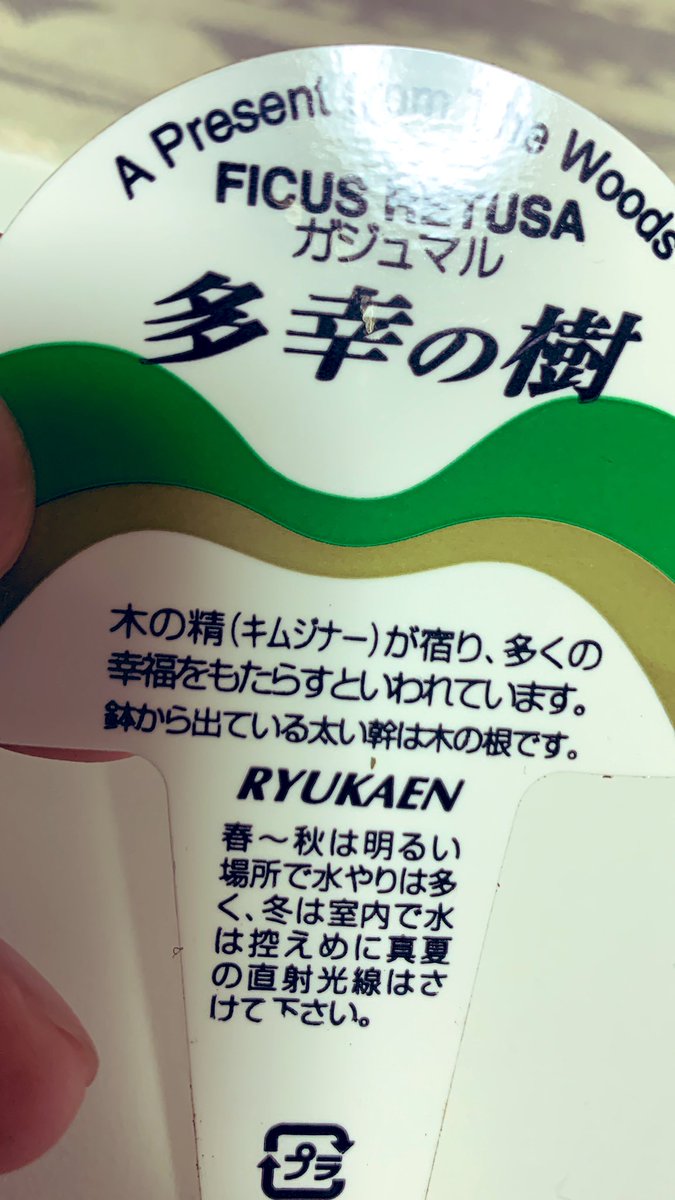 A Present from The Woods
FICUS RETUSA
ガジュマル
多幸の樹
木の精(キムジナー)が宿り、多くの
幸福をもたらすといわれています。
鉢から出ている太い幹は木の根です。
RYUKAEN
春～秋は明るい
場所で水やりは多
く、冬は室内で水
は控えめに真夏
の直射光線はさ
けて下さい。
プラ